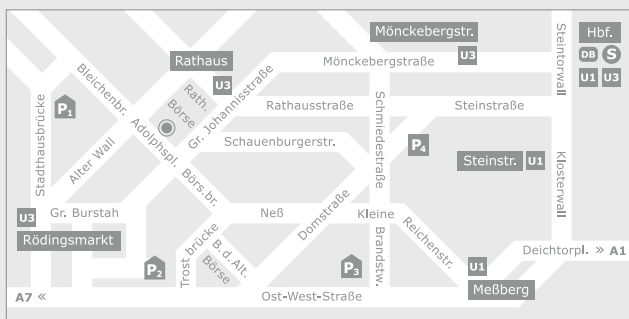 Mönckebergstr.
U3
Hbf.
DB S
U1 U3
Steintorwall
Rathaus
U3
Mönckebergstraße
Bleichenbr.
Rath.
Börse
Gr. Johannisstraße
P1
Stadthausbrücke
Rathausstraße
Schmiedestraße
Steinstraße
Alter Wall
Adolphspl.
Schauenburgerstr.
P4
Steinstr. U1
Klosterwall
Börs.br.
U3
Rödingsmarkt
Gr. Burstah
Neß
Domstraße
Kleine
Reichenstr.
Trostbrücke
B. d. Alt.
Börse
P2
P3
Brandstw.
U1
Meßberg
Deichtorpl. » A1
A7 «
Ost-West-Straße